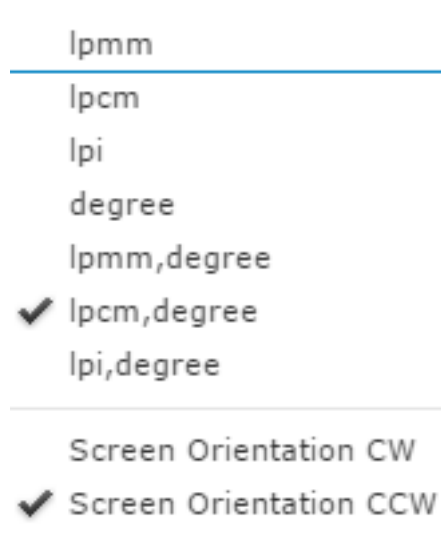 lpmm
lpcm
lpi
degree
lpmm,degree
lpcm,degree
lpi,degree
Screen Orientation CW
Screen Orientation CCW